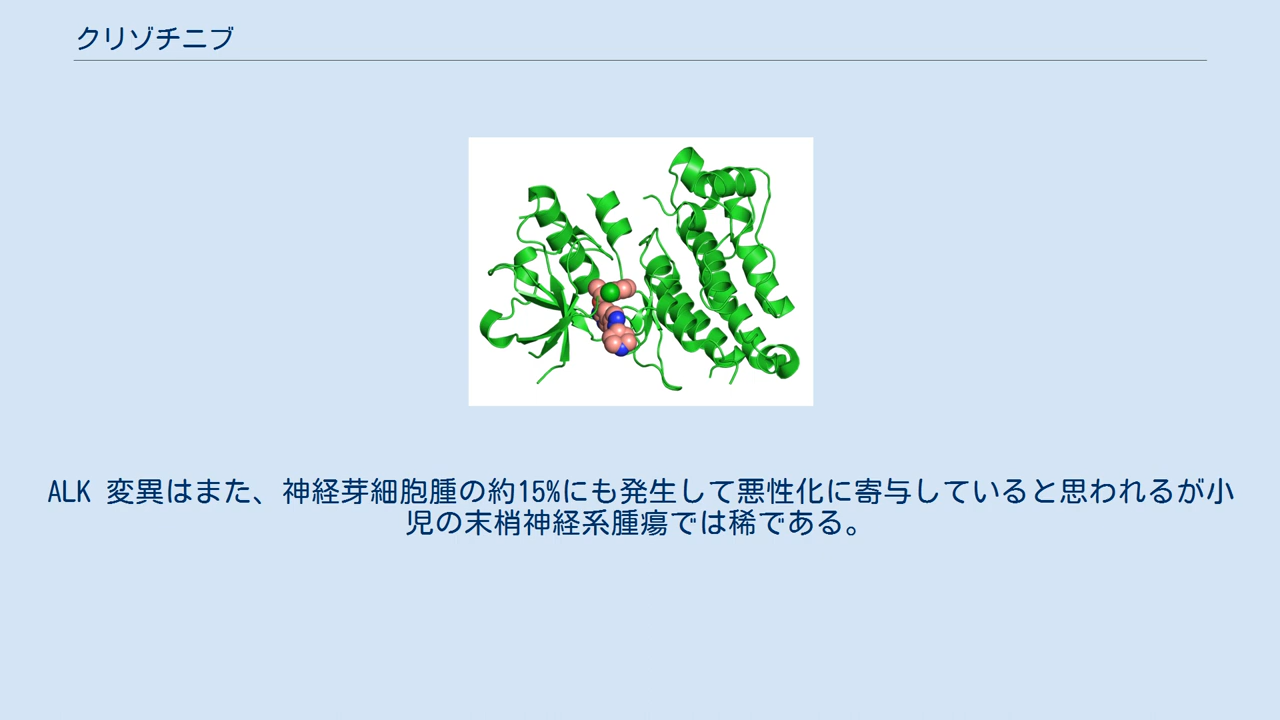 クリゾチニブ
ALK 変異はまた、神経芽細胞腫の約15%にも発生して悪性化に寄与していると思われるが小
児の末梢神経系腫瘍では稀である。